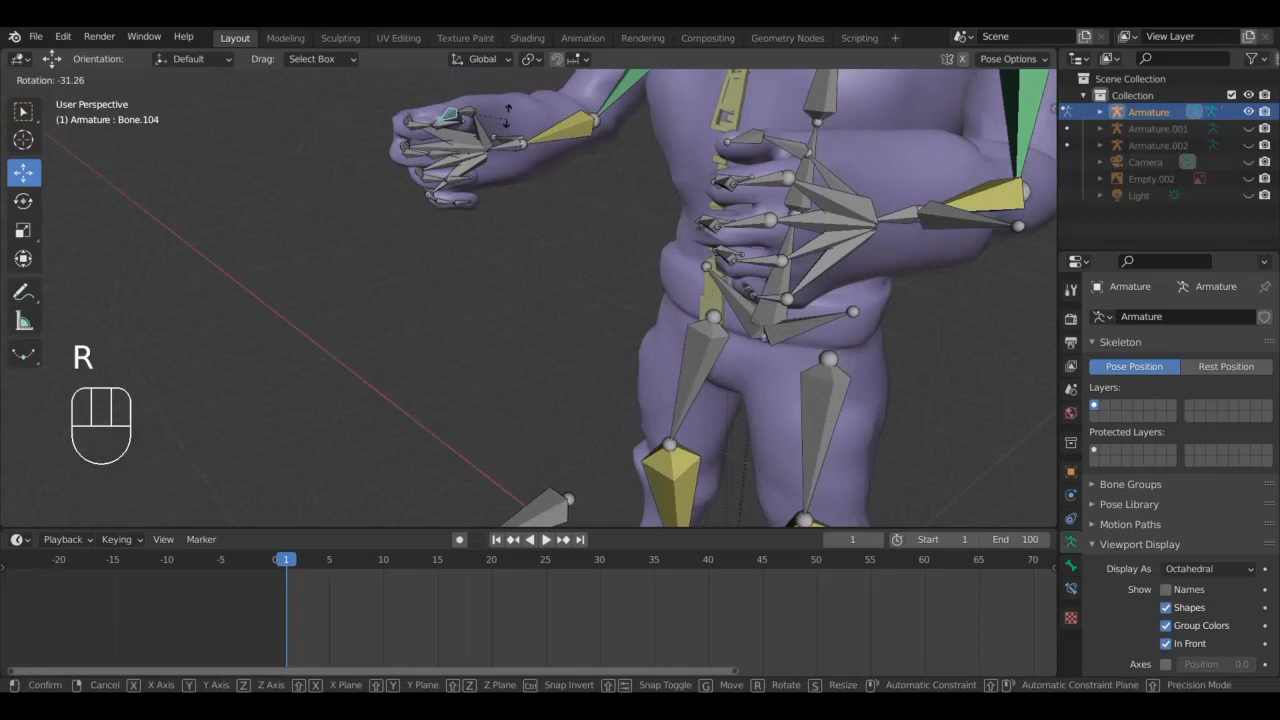 File Edit Render Window Help Layout Modeling Sculpting UV Editing Texture Paint Shading Animation Rendering Compositing Geometry Nodes Scripting + Scene View Layer
Orientation: Default Drag: Select Box Global X Pose Options
Rotation: -31.26
Scene Collection
Collection
Armature
Armature.001
Armature.002
Camera
Empty.002
Light
User Perspective
(1) Armature : Bone.104
R
Armature Armature
Armature
Skeleton
Pose Position Rest Position
Layers:
Protected Layers:
Bone Groups
Pose Library
Motion Paths
Viewport Display
Display As Octahedral
Show Names
Shapes
Group Colors
In Front
Axes Position 0.0
Playback Keying View Marker 1 Start 1 End 100
-20 -15 -10 -5 0 1 5 10 15 20 25 30 35 40 45 50 55 60 65 70
Confirm Cancel X X Axis Y Y Axis Z Z Axis X X Plane Y Y Plane Z Z Plane Ctrl Snap Invert Snap Toggle G Move R Rotate S Resize Automatic Constraint Automatic Constraint Plane Precision Mode